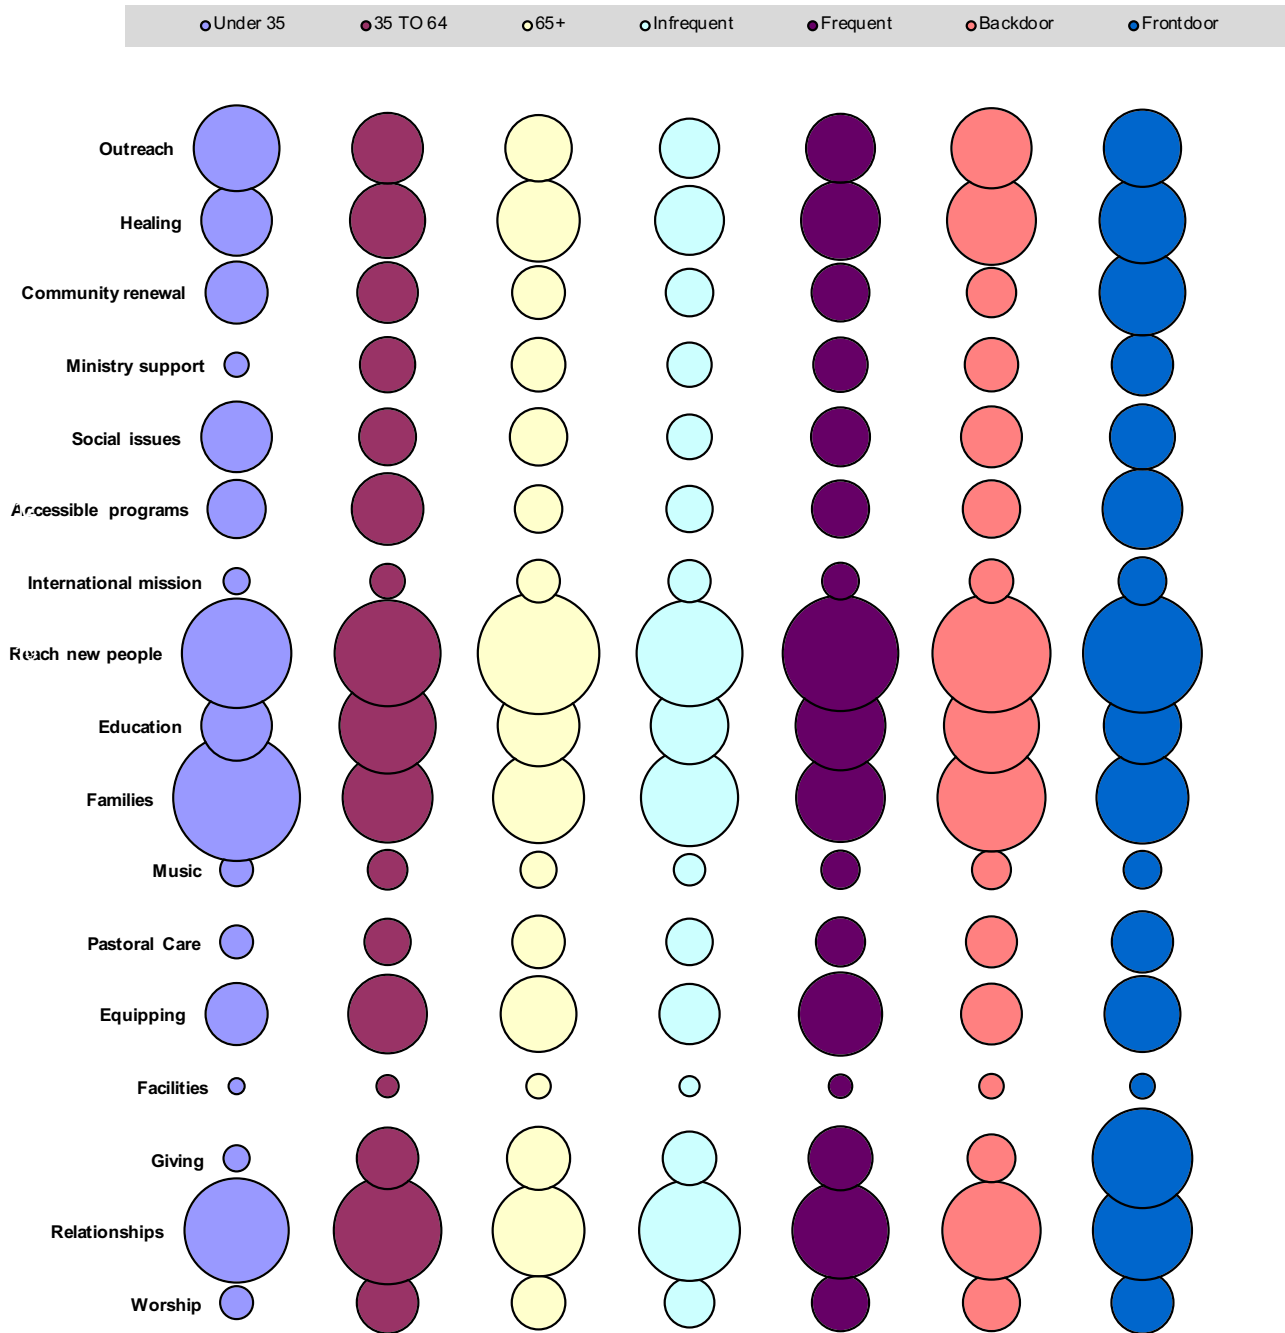 Under 35 35 TO 64 65+ Infrequent Frequent Backdoor Frontdoor
Outreach
Healing
Community renewal
Ministry support
Social issues
Accessible programs
International mission
Reach new people
Education
Families
Music
Pastoral Care
Equipping
Facilities
Giving
Relationships
Worship